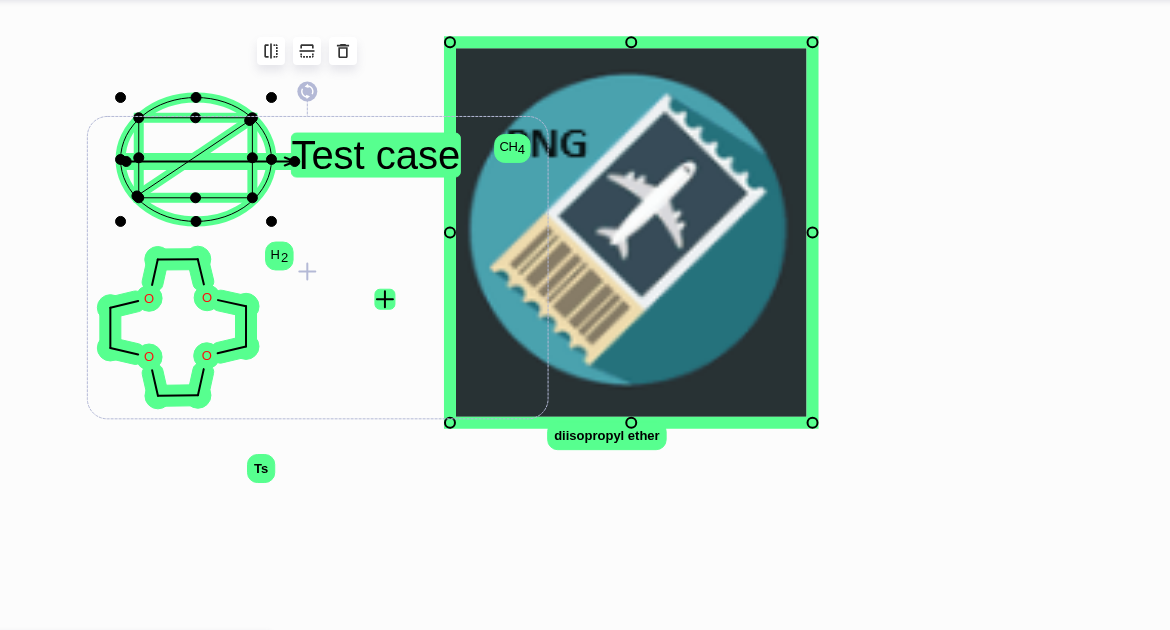 PNG
CH4
Test case
H2
+
O O
O O
diisopropyl ether
Ts